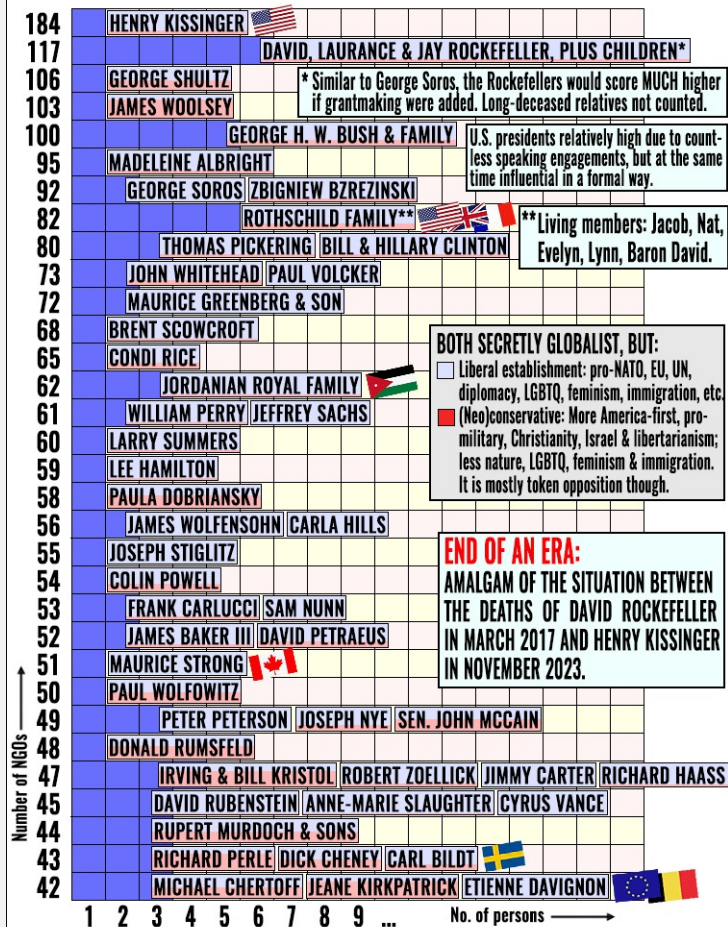 184 HENRY KISSINGER
117 DAVID, LAURANCE & JAY ROCKEFELLER, PLUS CHILDREN*
106 GEORGE SHULTZ
* Similar to George Soros, the Rockefellers would score MUCH higher
if grantmaking were added. Long-deceased relatives not counted.
103 JAMES WOOLSEY
100 GEORGE H. W. BUSH & FAMILY
U.S. presidents relatively high due to count-
less speaking engagements, but at the same
time influential in a formal way.
95 MADELEINE ALBRIGHT
92 GEORGE SOROS ZBIGNIEW BZREZINSKI
82 ROTHSCHILD FAMILY**
**Living members: Jacob, Nat,
Evelyn, Lynn, Baron David.
80 THOMAS PICKERING BILL & HILLARY CLINTON
73 JOHN WHITEHEAD PAUL VOLCKER
72 MAURICE GREENBERG & SON
68 BRENT SCOWCROFT
65 CONDI RICE
62 JORDANIAN ROYAL FAMILY
61 WILLIAM PERRY JEFFREY SACHS
60 LARRY SUMMERS
59 LEE HAMILTON
58 PAULA DOBRIANSKY
BOTH SECRETLY GLOBALIST, BUT:
Liberal establishment: pro-NATO, EU, UN,
diplomacy, LGBTQ, feminism, immigration, etc.
(Neo)conservative: More America-first, pro-
military, Christianity, Israel & libertarianism;
less nature, LGBTQ, feminism & immigration.
It is mostly token opposition though.
56 JAMES WOLFENSOHN CARLA HILLS
55 JOSEPH STIGLITZ
54 COLIN POWELL
53 FRANK CARLUCCI SAM NUNN
52 JAMES BAKER III DAVID PETRAEUS
51 MAURICE STRONG
50 PAUL WOLFOWITZ
END OF AN ERA:
AMALGAM OF THE SITUATION BETWEEN
THE DEATHS OF DAVID ROCKEFELLER
IN MARCH 2017 AND HENRY KISSINGER
IN NOVEMBER 2023.
49 PETER PETERSON JOSEPH NYE SEN. JOHN MCCAIN
48 DONALD RUMSFELD
47 IRVING & BILL KRISTOL ROBERT ZOELLICK JIMMY CARTER RICHARD HAASS
45 DAVID RUBENSTEIN ANNE-MARIE SLAUGHTER CYRUS VANCE
44 RUPERT MURDOCH & SONS
43 RICHARD PERLE DICK CHENEY CARL BILDT
42 MICHAEL CHERTOFF JEANE KIRKPATRICK ETIENNE DAVIGNON
Number of NGOs
1 2 3 4 5 6 7 8 9 ... No. of persons